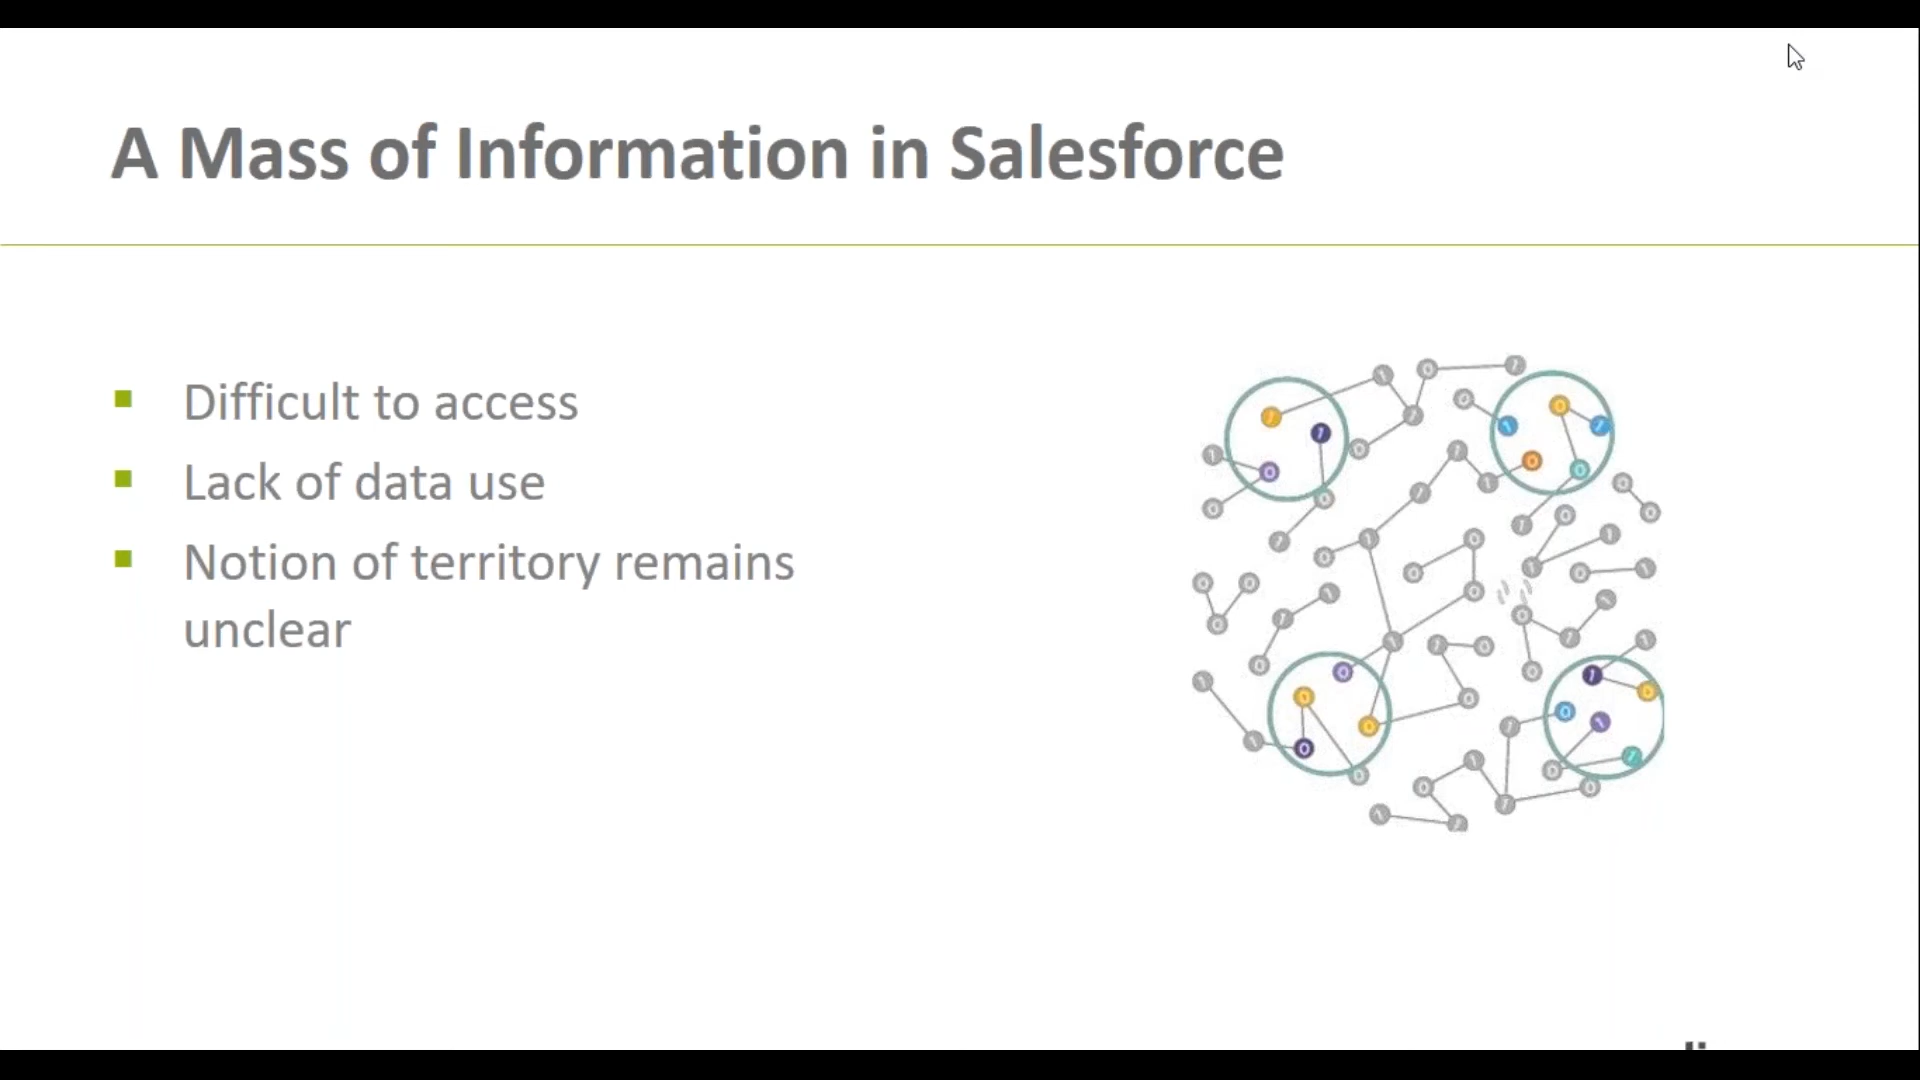 A Mass of Information in Salesforce
Difficult to access
Lack of data use
Notion of territory remains
unclear